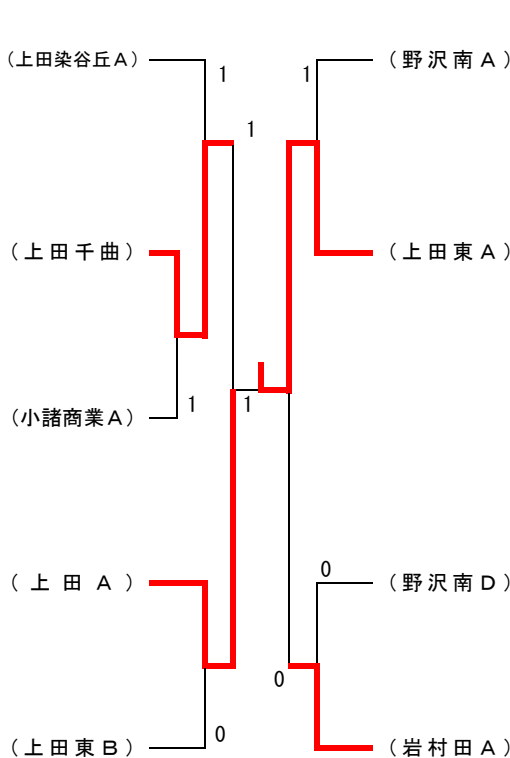 （上田染谷丘Ａ）
（野沢南Ａ）
1
1
1
（上田千曲）
（上田東Ａ）
1
1
（小諸商業Ａ）
0
（上田Ａ）
（野沢南Ｄ）
0
0
（上田東Ｂ）
（岩村田Ａ）